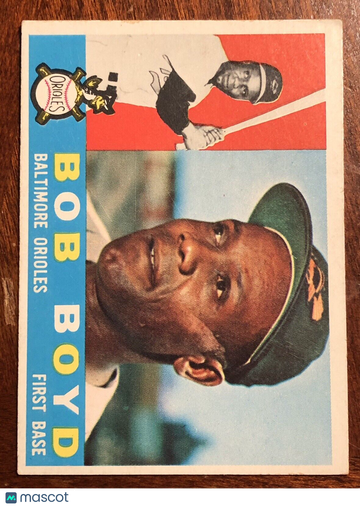 ORIOLES
BOB BOYD
BALTIMORE ORIOLES FIRST BASE
mascot